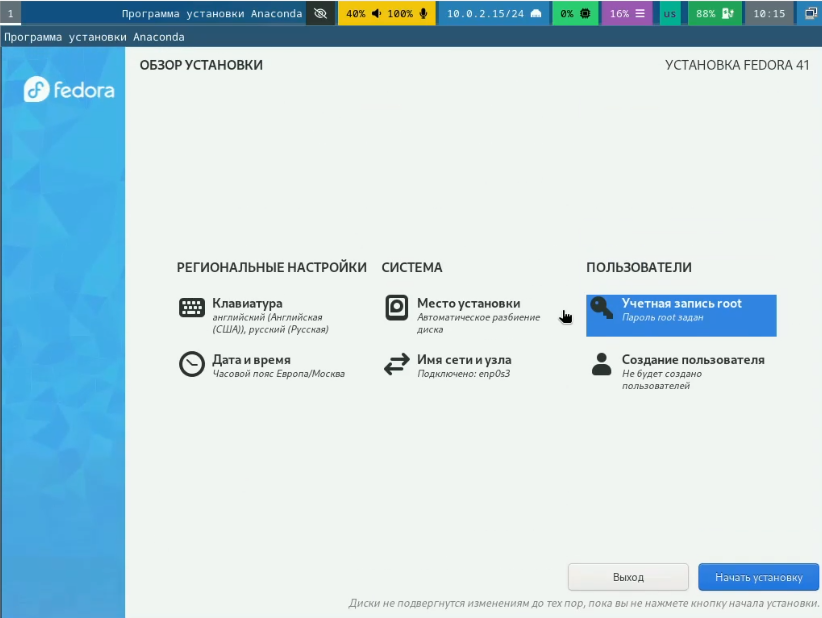 1 Программа установки Anaconda 40% 100% 10.0.2.15/24 0% 16% us 88% 10:15
Программа установки Anaconda
fedora
ОБЗОР УСТАНОВКИ
УСТАНОВКА FEDORA 41
РЕГИОНАЛЬНЫЕ НАСТРОЙКИ
Клавиатура
английский (Английская
(США)), русский (Русская)
Дата и время
Часовой пояс Европа/Москва
СИСТЕМА
Место установки
Автоматическое разбиение
диска
Имя сети и узла
Подключено: enp0s3
ПОЛЬЗОВАТЕЛИ
Учетная запись root
Пароль root задан
Создание пользователя
Не будет создано
пользователей
Выход
Начать установку
Диски не подвергнутся изменениям до тех пор, пока вы не нажмете кнопку начала установки.